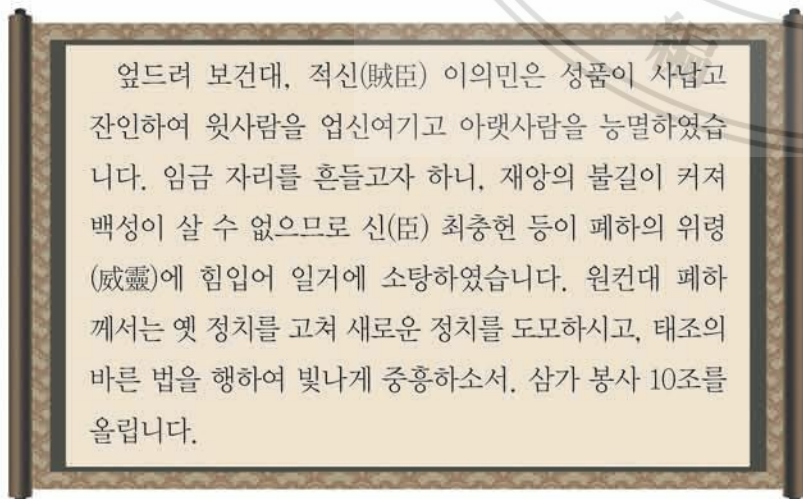 엎드려 보건대, 적신(賊臣) 이의민은 성품이 사납고
잔인하여 윗사람을 업신여기고 아랫사람을 능멸하였습
니다. 임금 자리를 흔들고자 하니, 재앙의 불길이 커져
백성이 살 수 없으므로 신(臣) 최충헌 등이 폐하의 위령
(威靈)에 힘입어 일거에 소탕하였습니다. 원컨대 폐하
께서는 옛 정치를 고쳐 새로운 정치를 도모하시고, 태조의
바른 법을 행하여 빛나게 중흥하소서. 삼가 봉사 10조를
올립니다.